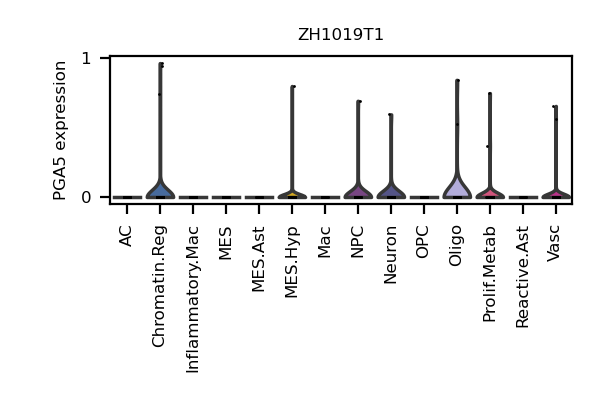 ZH1019T1
PGA5 expression
1
0
AC
Chromatin.Reg
Inflammatory.Mac
MES
MES.Ast
MES.Hyp
Mac
NPC
Neuron
OPC
Oligo
Prolif.Metab
Reactive.Ast
Vasc